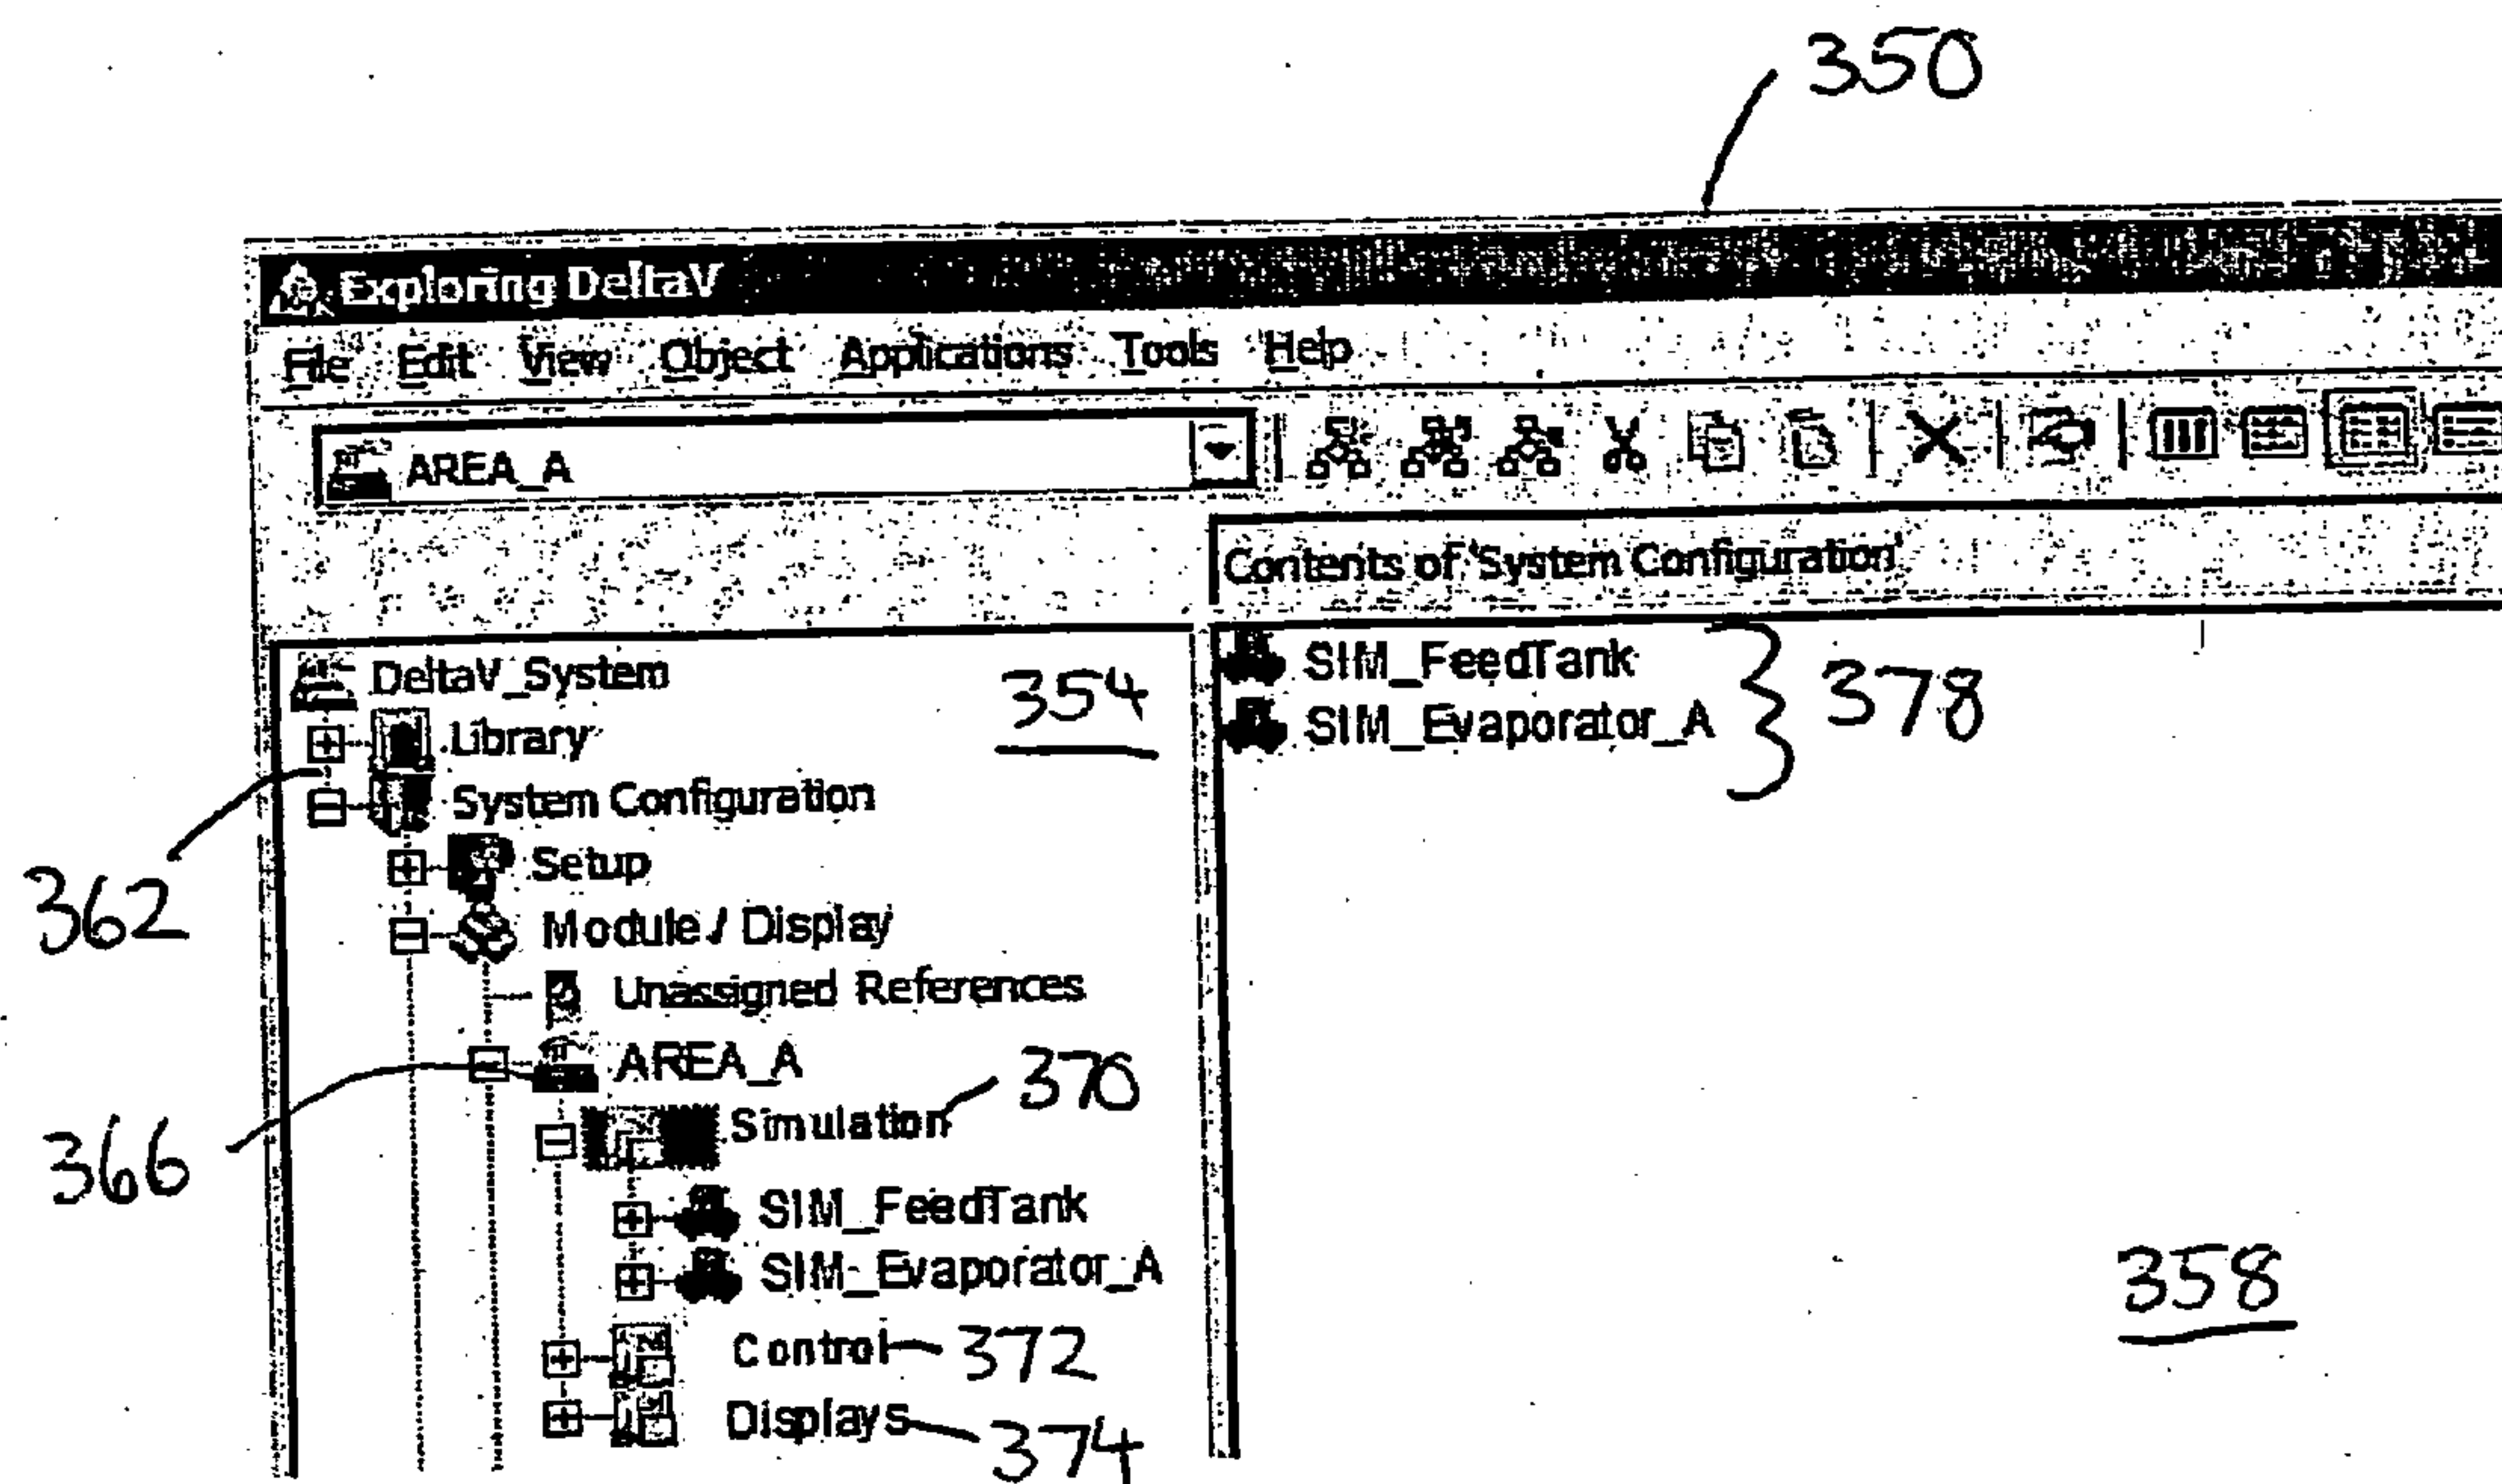 350
Exploring DeltaV
File Edit View Object Applications Tools Help
AREA_A
Contents of 'System Configuration'
DeltaV_System
354
Library
System Configuration
Setup
Module / Display
Unassigned References
AREA_A
Simulation 370
SIM_FeedTank
SIM_Evaporator_A
Control 372
Displays 374
362
366
SIM_FeedTank
SIM_Evaporator_A
378
358